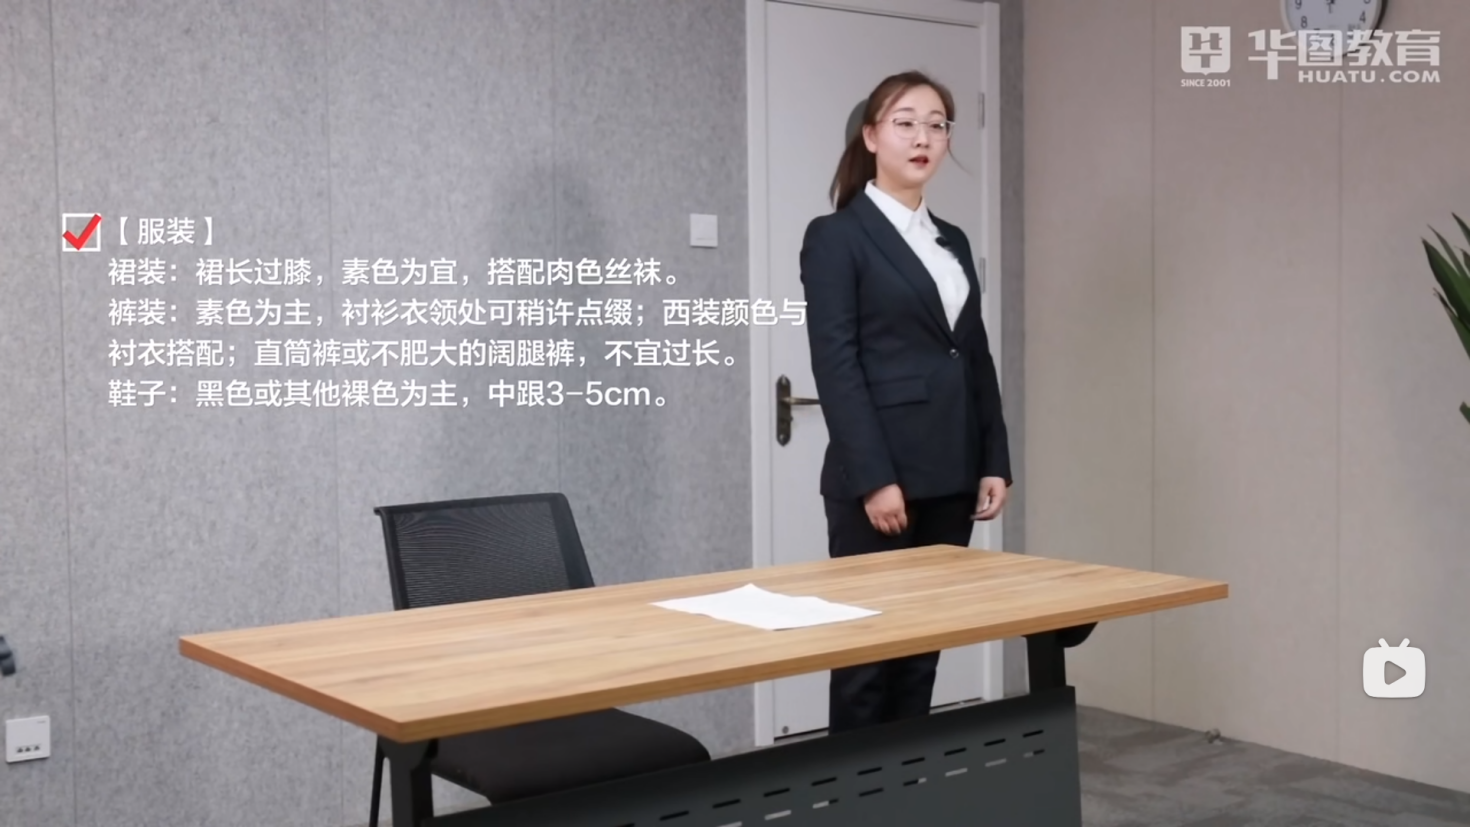 华图教育
SINCE 2001
HUATU.COM
【服装】
裙装：裙长过膝，素色为宜，搭配肉色丝袜。
裤装：素色为主，衬衫衣领处可稍许点缀；西装颜色与
衬衣搭配；直筒裤或不肥大的阔腿裤，不宜过长。
鞋子：黑色或其他裸色为主，中跟3-5cm。
9
8
4